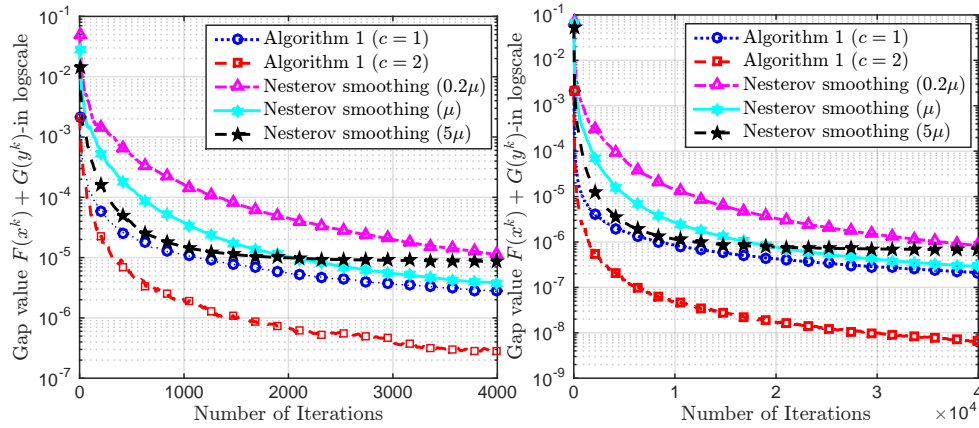 10^-1
10^-2
10^-3
10^-4
10^-5
10^-6
10^-7
Gap value F(x^k) + G(y^k)-in logscale
Algorithm 1 (c = 1)
Algorithm 1 (c = 2)
Nesterov smoothing (0.2μ)
Nesterov smoothing (μ)
Nesterov smoothing (5μ)
0 1000 2000 3000 4000
Number of Iterations
10^-1
10^-2
10^-3
10^-4
10^-5
10^-6
10^-7
10^-8
10^-9
Gap value F(x^k) + G(y^k)-in logscale
Algorithm 1 (c = 1)
Algorithm 1 (c = 2)
Nesterov smoothing (0.2μ)
Nesterov smoothing (μ)
Nesterov smoothing (5μ)
0 1 2 3 4
Number of Iterations ×10^4